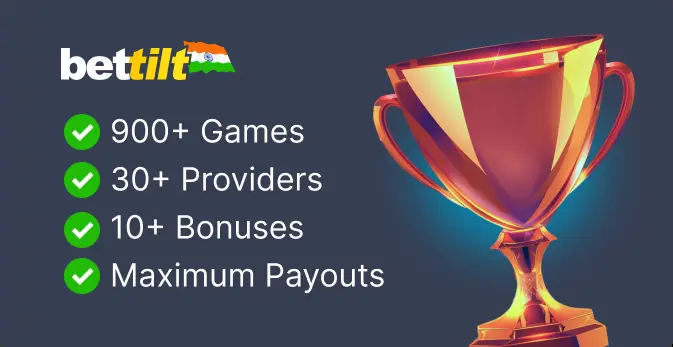 bettilt
900+ Games
30+ Providers
10+ Bonuses
Maximum Payouts